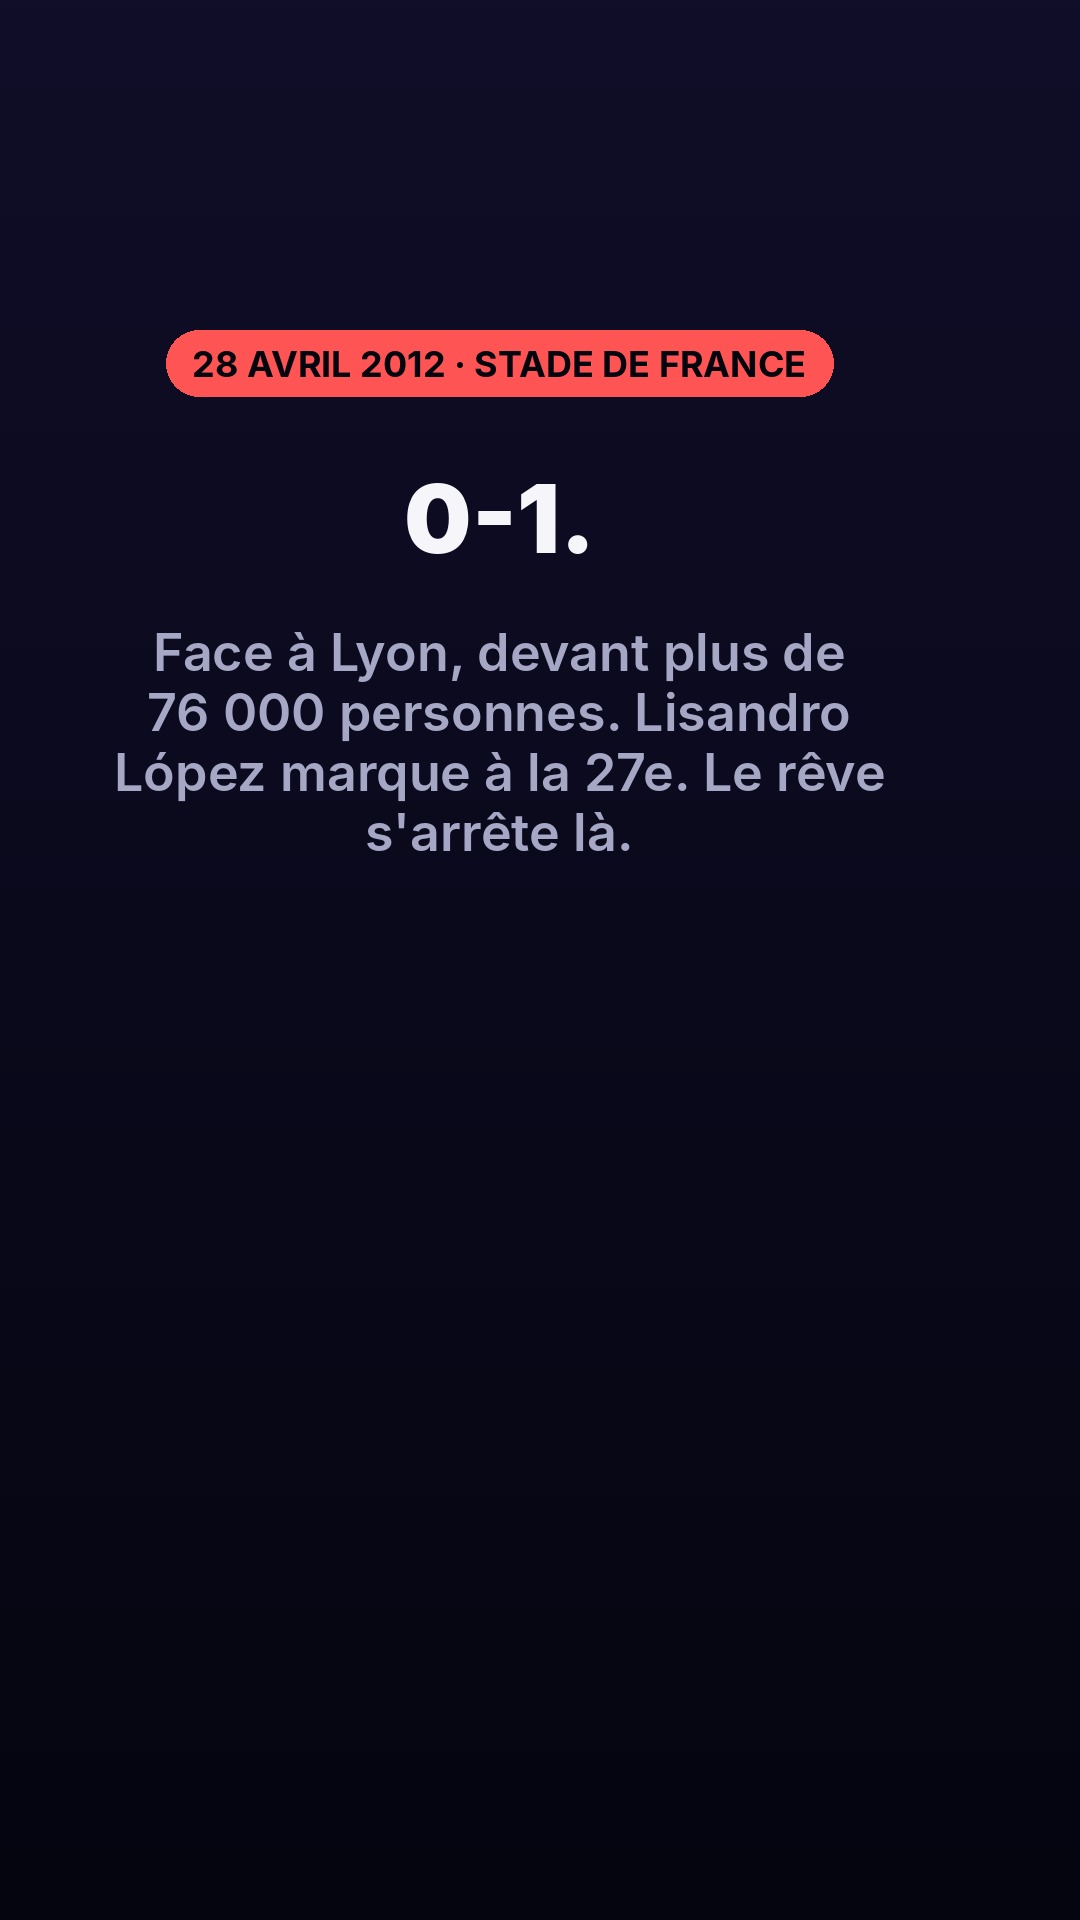 28 AVRIL 2012 · STADE DE FRANCE
0-1.
Face à Lyon, devant plus de
76 000 personnes. Lisandro
López marque à la 27e. Le rêve
s'arrête là.